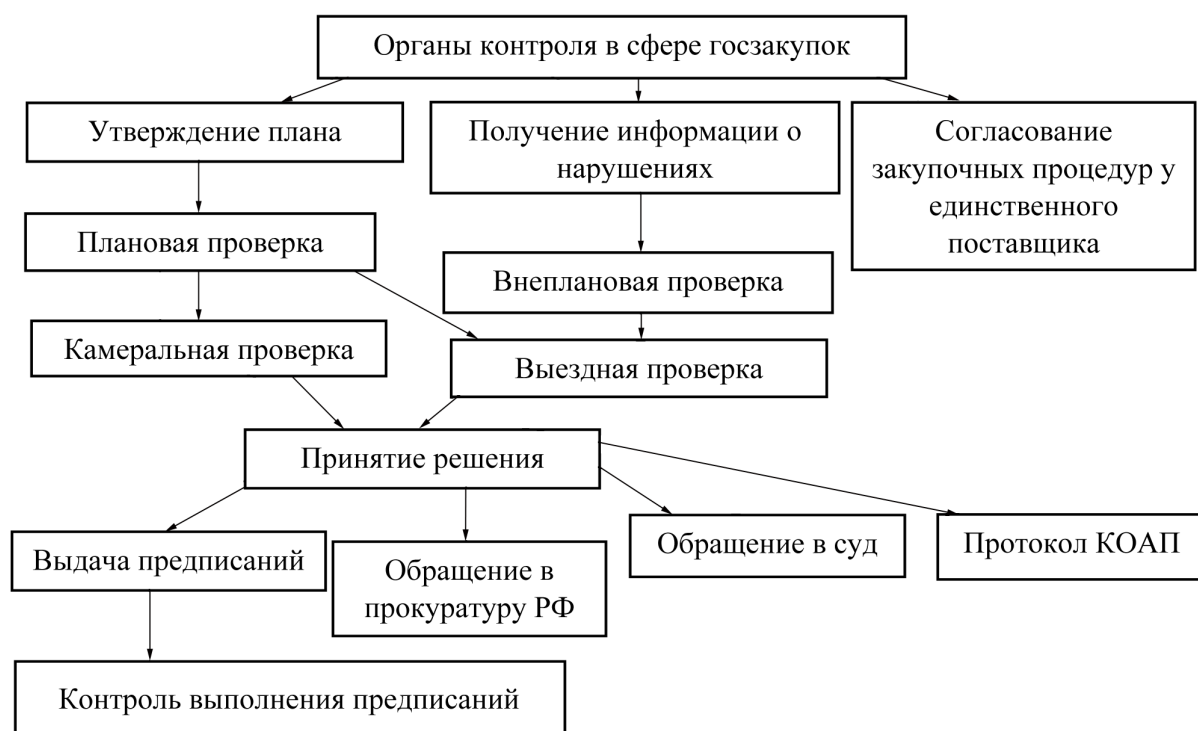 Органы контроля в сфере госзакупок
Утверждение плана
Получение информации о
нарушениях
Согласование
закупочных процедур у
единственного
поставщика
Плановая проверка
Внеплановая проверка
Камеральная проверка
Выездная проверка
Принятие решения
Выдача предписаний
Обращение в
прокуратуру РФ
Обращение в суд
Протокол КОАП
Контроль выполнения предписаний